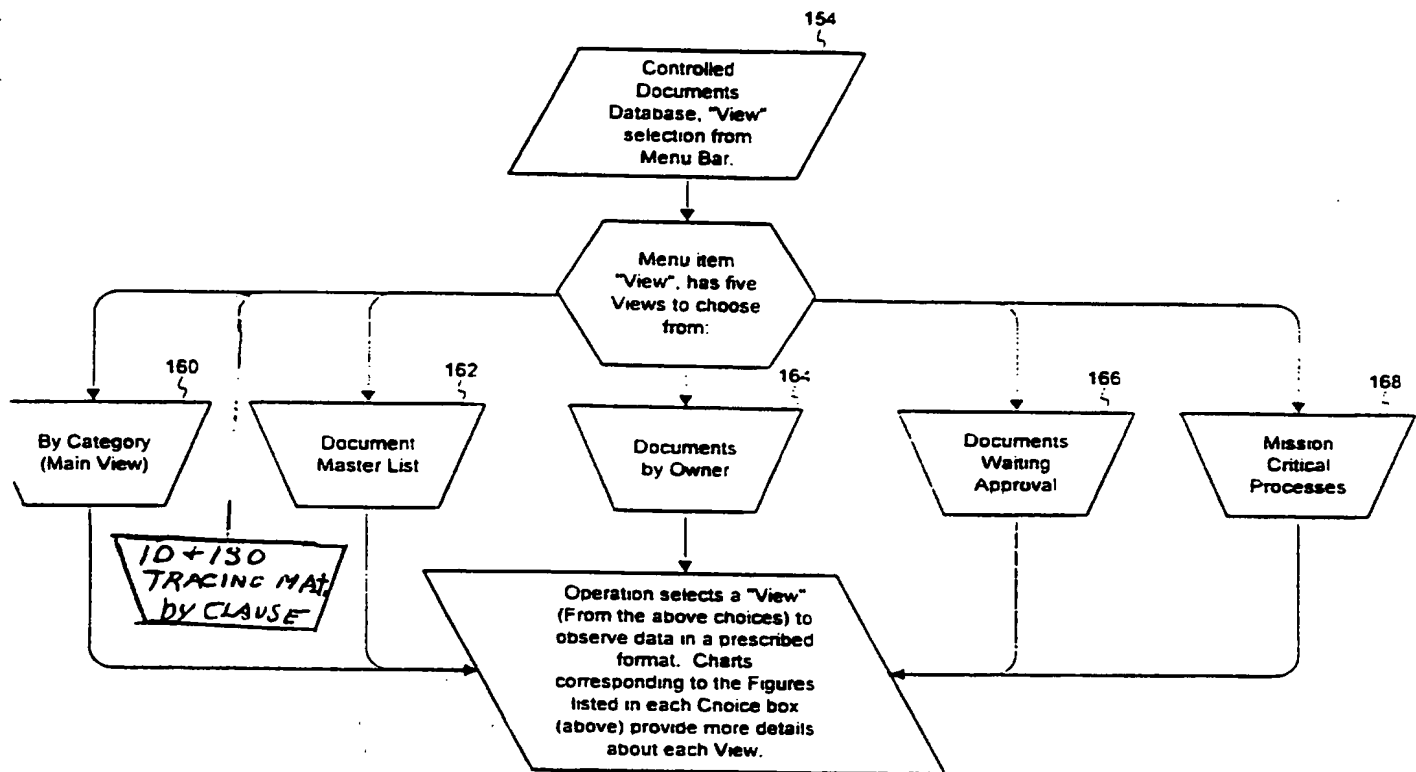 154
Controlled
Documents
Database, "View"
selection from
Menu Bar.
Menu item
"View", has five
Views to choose
from:
160
By Category
(Main View)
162
Document
Master List
164
Documents
by Owner
166
Documents
Waiting
Approval
168
Mission
Critical
Processes
TRACING MAT.
by CLAUSE
Operation selects a "View"
(From the above choices) to
observe data in a prescribed
format. Charts
corresponding to the Figures
listed in each Choice box
(above) provide more details
about each View.